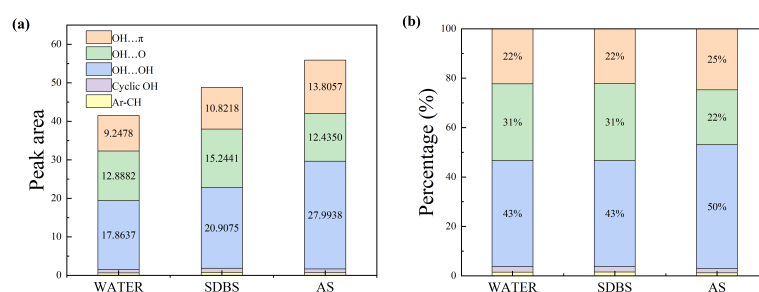 (a)
Peak area
60
50
40
30
20
10
0
OH…π
OH…O
OH…OH
Cyclic OH
Ar-CH
9.2478
12.8882
17.8637
10.8218
15.2441
20.9075
13.8057
12.4350
27.9938
WATER
SDBS
AS
(b)
Percentage (%)
100
80
60
40
20
0
22%
31%
43%
22%
31%
43%
25%
22%
50%
WATER
SDBS
AS